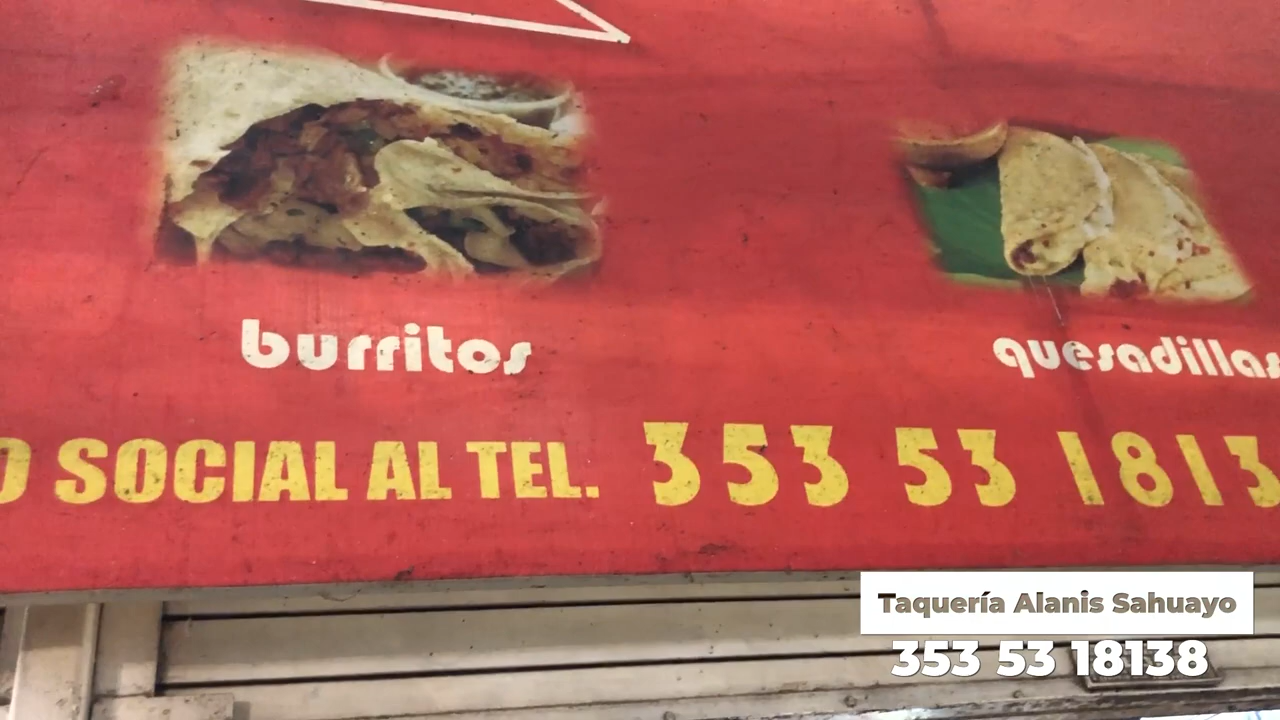 burritos
quesadillas
O SOCIAL AL TEL. 353 53 1813
Taquería Alanis Sahuayo
353 53 18138